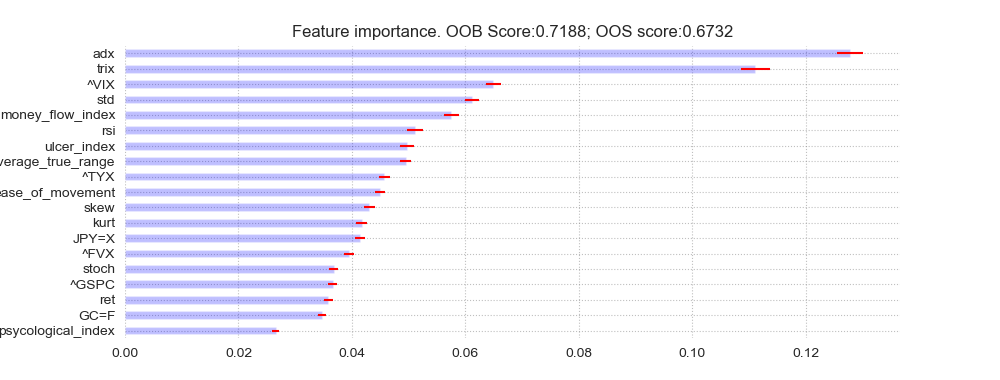 Feature importance. OOB Score:0.7188; OOS score:0.6732
adx
trix
^VIX
std
money_flow_index
rsi
ulcer_index
verage_true_range
^TYX
ease_of_movement
skew
kurt
JPY=X
^FVX
stoch
^GSPC
ret
GC=F
psycological_index
0.00 0.02 0.04 0.06 0.08 0.10 0.12